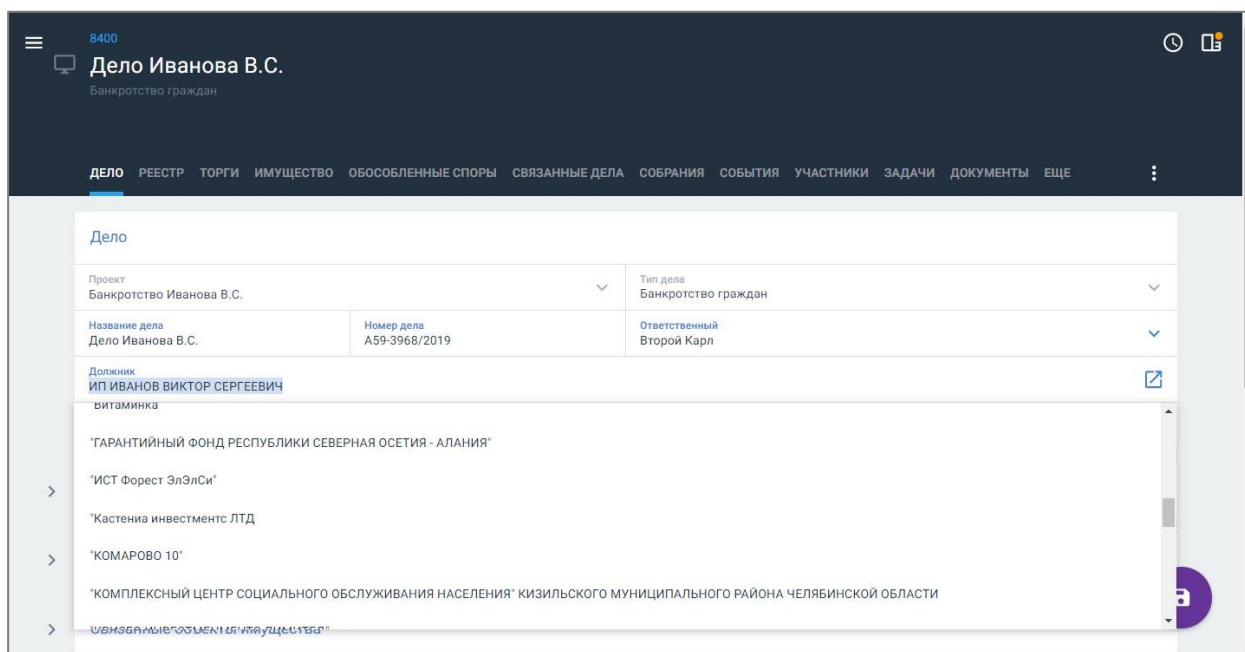 8400
Дело Иванова В.С.
Банкротство граждан
ДЕЛО РЕЕСТР ТОРГИ ИМУЩЕСТВО ОБОСОБЛЕННЫЕ СПОРЫ СВЯЗАННЫЕ ДЕЛА СОБРАНИЯ СОБЫТИЯ УЧАСТНИКИ ЗАДАЧИ ДОКУМЕНТЫ ЕЩЕ
Дело
Проект
Банкротство Иванова В.С.
Тип дела
Банкротство граждан
Название дела
Дело Иванова В.С.
Номер дела
А59-3968/2019
Ответственный
Второй Карл
Должник
ИП ИВАНОВ ВИКТОР СЕРГЕЕВИЧ
Витаминка
"ГАРАНТИЙНЫЙ ФОНД РЕСПУБЛИКИ СЕВЕРНАЯ ОСЕТИЯ - АЛАНИЯ"
"ИСТ Форест ЭлЭлСи"
"Кастениа инвестментс ЛТД
"КОМАРОВО 10"
"КОМПЛЕКСНЫЙ ЦЕНТР СОЦИАЛЬНОГО ОБСЛУЖИВАНИЯ НАСЕЛЕНИЯ" КИЗИЛЬСКОГО МУНИЦИПАЛЬНОГО РАЙОНА ЧЕЛЯБИНСКОЙ ОБЛАСТИ